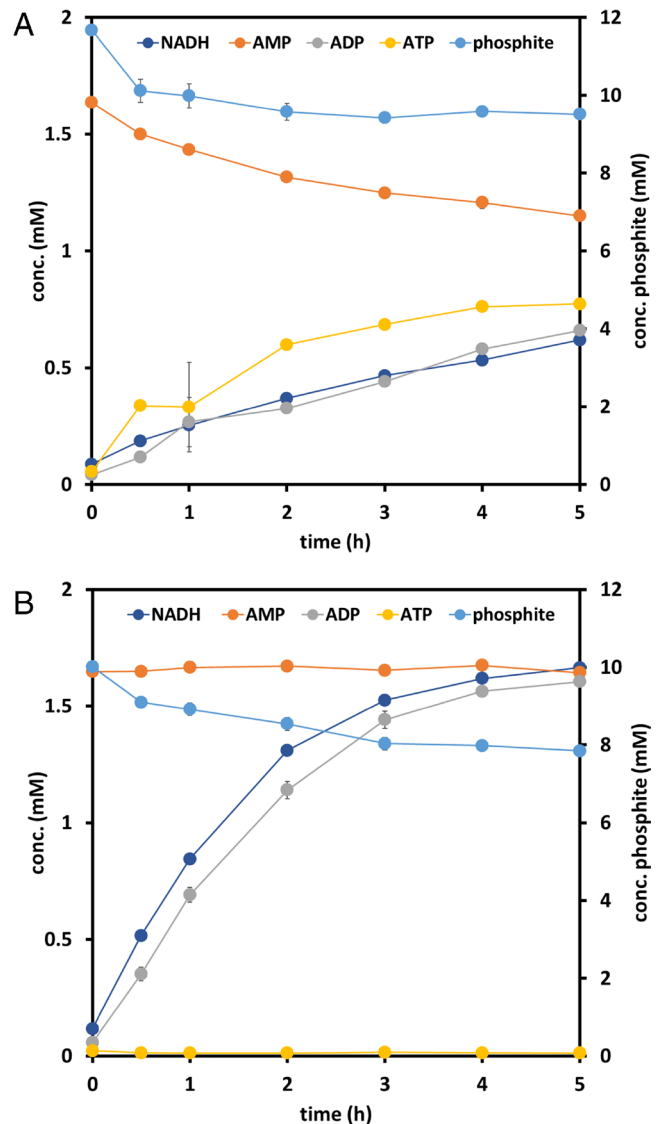 A
2
1.5
1
0.5
0
12
10
8
6
4
2
0
NADH AMP ADP ATP phosphite
conc. (mM)
conc. phosphite (mM)
0 1 2 3 4 5
time (h)
B
2
1.5
1
0.5
0
12
10
8
6
4
2
0
NADH AMP ADP ATP phosphite
conc. (mM)
conc. phosphite (mM)
0 1 2 3 4 5
time (h)